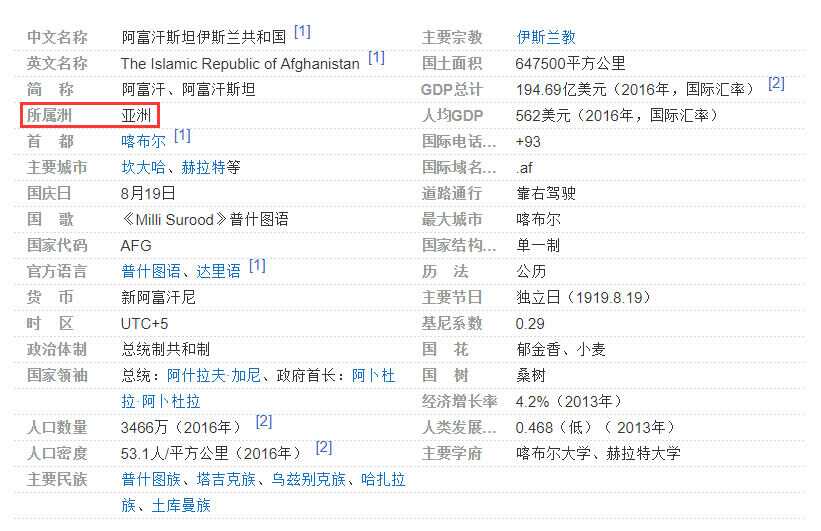 中文名称 阿富汗斯坦伊斯兰共和国 [1]
英文名称 The Islamic Republic of Afghanistan [1]
简 称 阿富汗、阿富汗斯坦
所属洲 亚洲
首 都 喀布尔 [1]
主要城市 坎大哈、赫拉特等
国庆日 8月19日
国 歌 《Milli Surood》普什图语
国家代码 AFG
官方语言 普什图语、达里语 [1]
货 币 新阿富汗尼
时 区 UTC+5
政治体制 总统制共和制
国家领袖 总统：阿什拉夫·加尼、政府首长：阿卜杜
拉·阿卜杜拉
人口数量 3466万（2016年） [2]
人口密度 53.1人/平方公里（2016年） [2]
主要民族 普什图族、塔吉克族、乌兹别克族、哈扎拉
族、土库曼族
主要宗教 伊斯兰教
国土面积 647500平方公里
GDP总计 194.69亿美元（2016年，国际汇率） [2]
人均GDP 562美元（2016年，国际汇率）
国际电话... +93
国际域名... .af
道路通行 靠右驾驶
最大城市 喀布尔
国家结构... 单一制
历 法 公历
主要节日 独立日（1919.8.19）
基尼系数 0.29
国 花 郁金香、小麦
国 树 桑树
经济增长率 4.2%（2013年）
人类发展... 0.468（低）（ 2013年）
主要学府 喀布尔大学、赫拉特大学